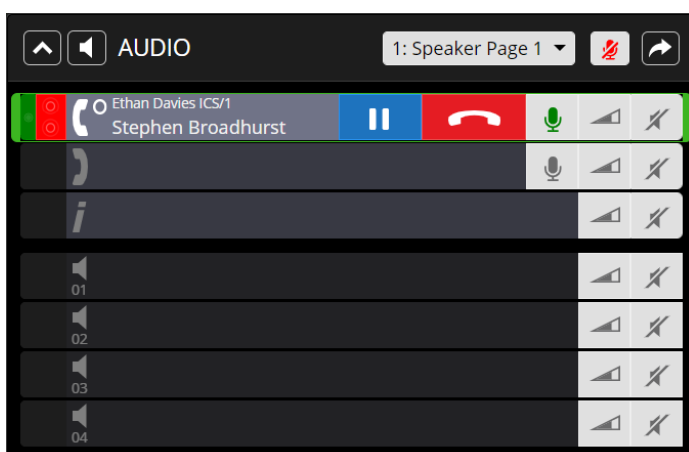 AUDIO
1: Speaker Page 1
Ethan Davies ICS/1
Stephen Broadhurst
i
01
02
03
04